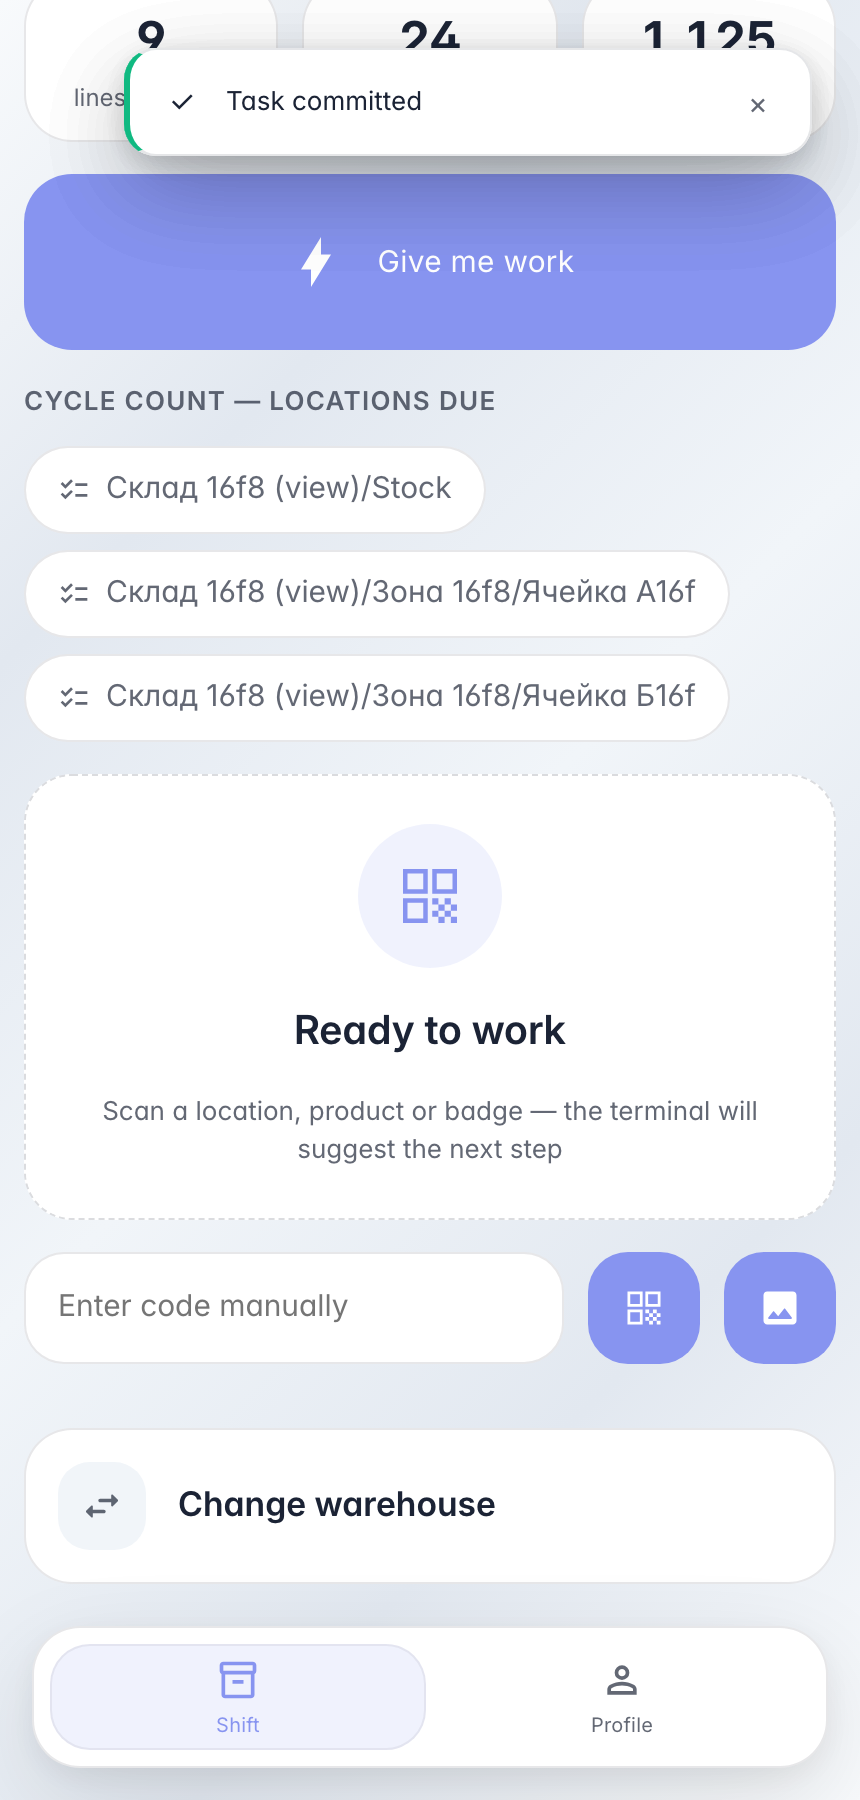 9
24
1 125
lines
Task committed
Give me work
CYCLE COUNT — LOCATIONS DUE
Склад 16f8 (view)/Stock
Склад 16f8 (view)/Зона 16f8/Ячейка А16f
Склад 16f8 (view)/Зона 16f8/Ячейка Б16f
Ready to work
Scan a location, product or badge — the terminal will
suggest the next step
Enter code manually
Change warehouse
Shift
Profile